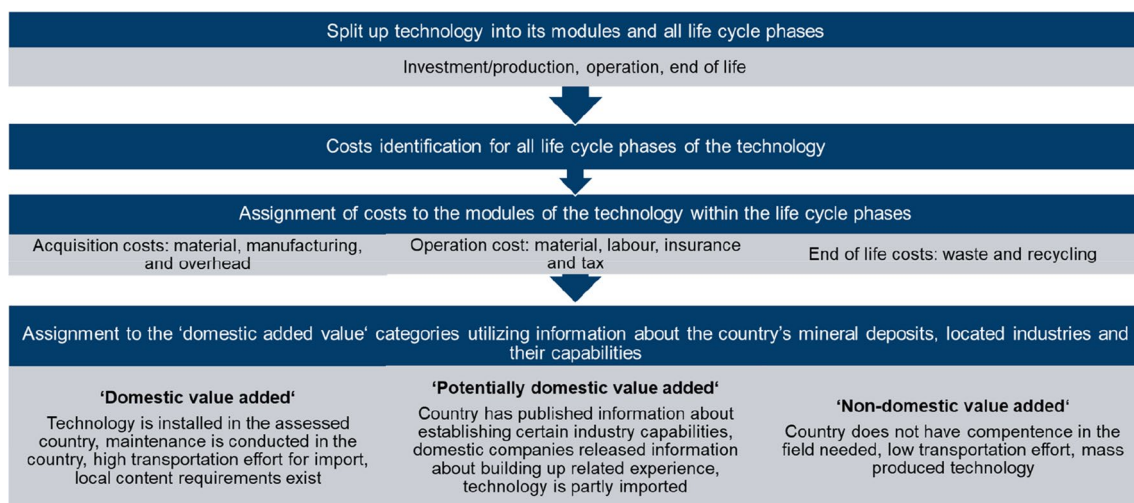 Split up technology into its modules and all life cycle phases
Investment/production, operation, end of life
Costs identification for all life cycle phases of the technology
Assignment of costs to the modules of the technology within the life cycle phases
Acquisition costs: material, manufacturing,
and overhead
Operation cost: material, labour, insurance
and tax
End of life costs: waste and recycling
Assignment to the ‘domestic added value‘ categories utilizing information about the country’s mineral deposits, located industries and
their capabilities
‘Domestic value added‘
Technology is installed in the assessed
country, maintenance is conducted in the
country, high transportation effort for import,
local content requirements exist
‘Potentially domestic value added‘
Country has published information about
establishing certain industry capabilities,
domestic companies released information
about building up related experience,
technology is partly imported
‘Non-domestic value added‘
Country does not have compentence in the
field needed, low transportation effort, mass
produced technology